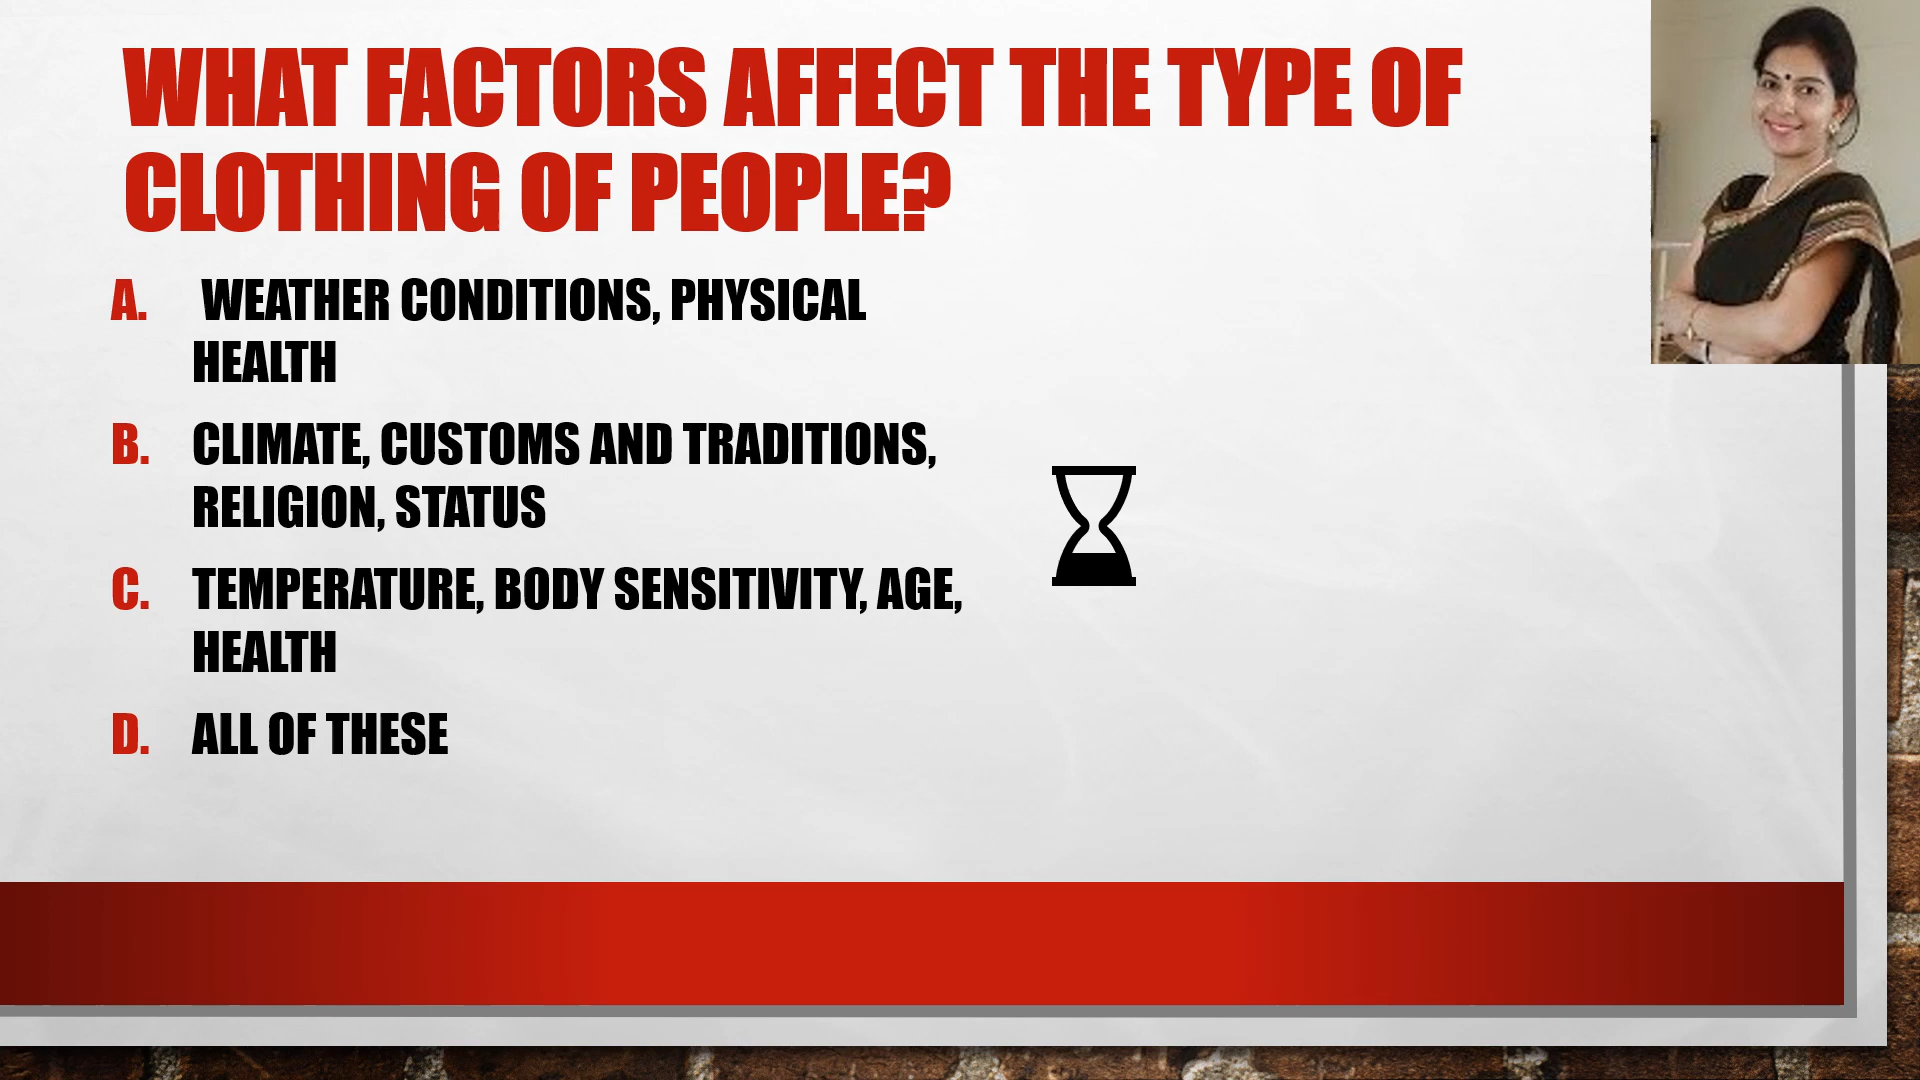 WHAT FACTORS AFFECT THE TYPE OF
CLOTHING OF PEOPLE?
A. WEATHER CONDITIONS, PHYSICAL
HEALTH
B. CLIMATE, CUSTOMS AND TRADITIONS,
RELIGION, STATUS
C. TEMPERATURE, BODY SENSITIVITY, AGE,
HEALTH
D. ALL OF THESE